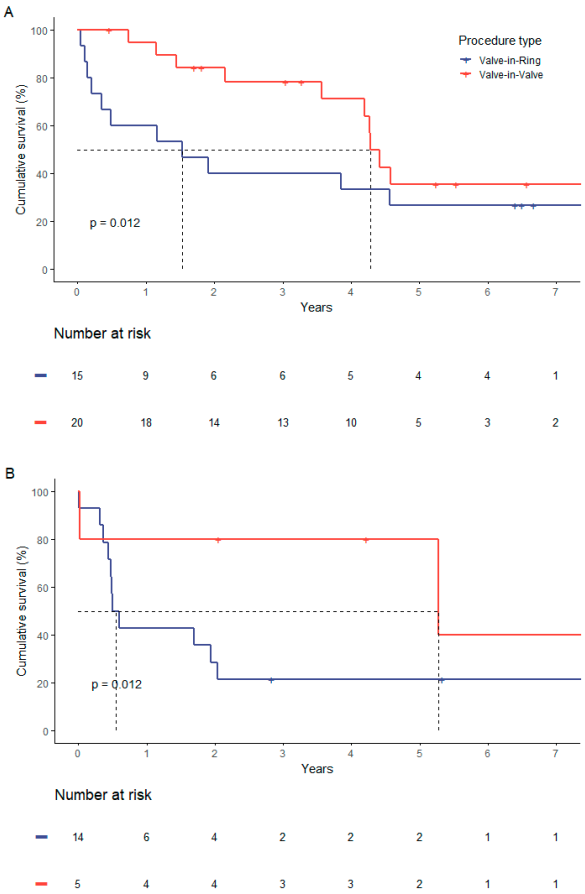 A
Procedure type
Valve-in-Ring
Valve-in-Valve
Cumulative survival (%)
100
80
60
40
20
0
p = 0.012
0 1 2 3 4 5 6 7
Years
Number at risk
15 9 6 6 5 4 4 1
20 18 14 13 10 5 3 2
B
Cumulative survival (%)
100
80
60
40
20
0
p = 0.012
0 1 2 3 4 5 6 7
Years
Number at risk
14 6 4 2 2 2 1 1
5 4 4 3 3 2 1 1